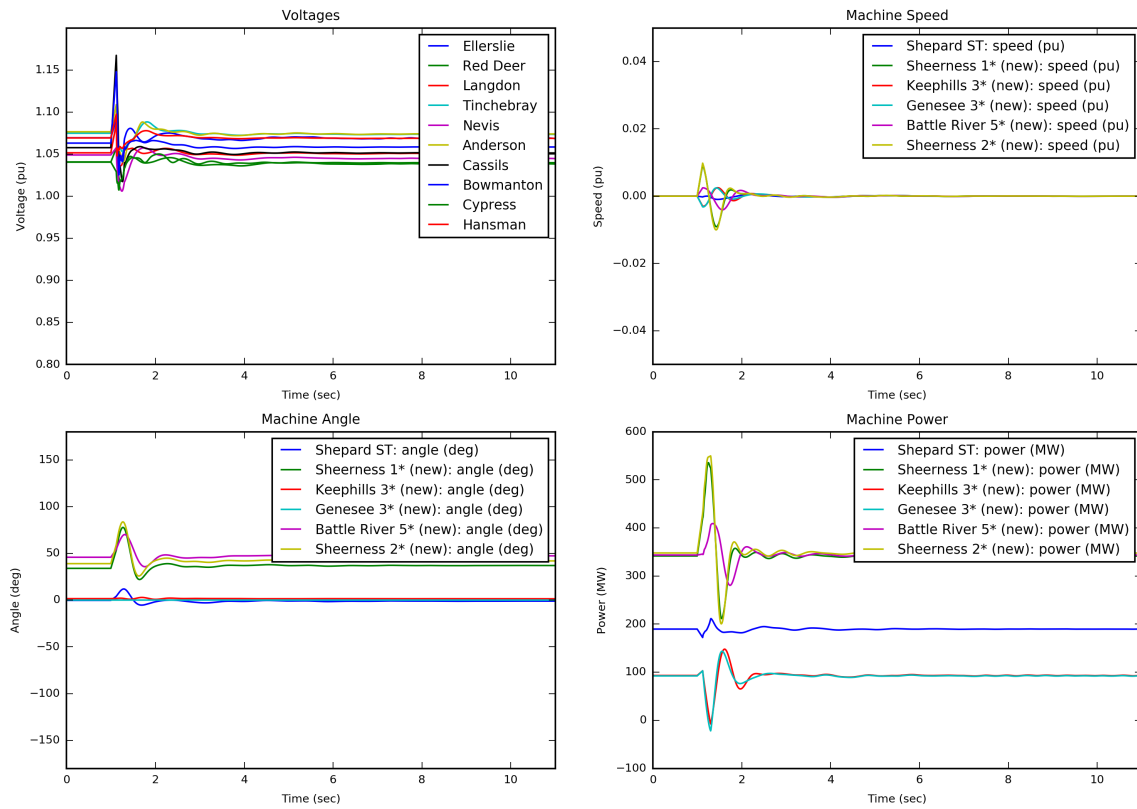 Voltages
Voltage (pu)
1.15
1.10
1.05
1.00
0.95
0.90
0.85
0.80
0
2
4
6
8
10
Time (sec)
Ellerslie
Red Deer
Langdon
Tinchebray
Nevis
Anderson
Cassils
Bowmanton
Cypress
Hansman
Machine Speed
Speed (pu)
0.04
0.02
0.00
−0.02
−0.04
0
2
4
6
8
10
Time (sec)
Shepard ST: speed (pu)
Sheerness 1* (new): speed (pu)
Keephills 3* (new): speed (pu)
Genesee 3* (new): speed (pu)
Battle River 5* (new): speed (pu)
Sheerness 2* (new): speed (pu)
Machine Angle
Angle (deg)
150
100
50
0
−50
−100
−150
0
2
4
6
8
10
Time (sec)
Shepard ST: angle (deg)
Sheerness 1* (new): angle (deg)
Keephills 3* (new): angle (deg)
Genesee 3* (new): angle (deg)
Battle River 5* (new): angle (deg)
Sheerness 2* (new): angle (deg)
Machine Power
Power (MW)
600
500
400
300
200
100
0
−100
0
2
4
6
8
10
Time (sec)
Shepard ST: power (MW)
Sheerness 1* (new): power (MW)
Keephills 3* (new): power (MW)
Genesee 3* (new): power (MW)
Battle River 5* (new): power (MW)
Sheerness 2* (new): power (MW)